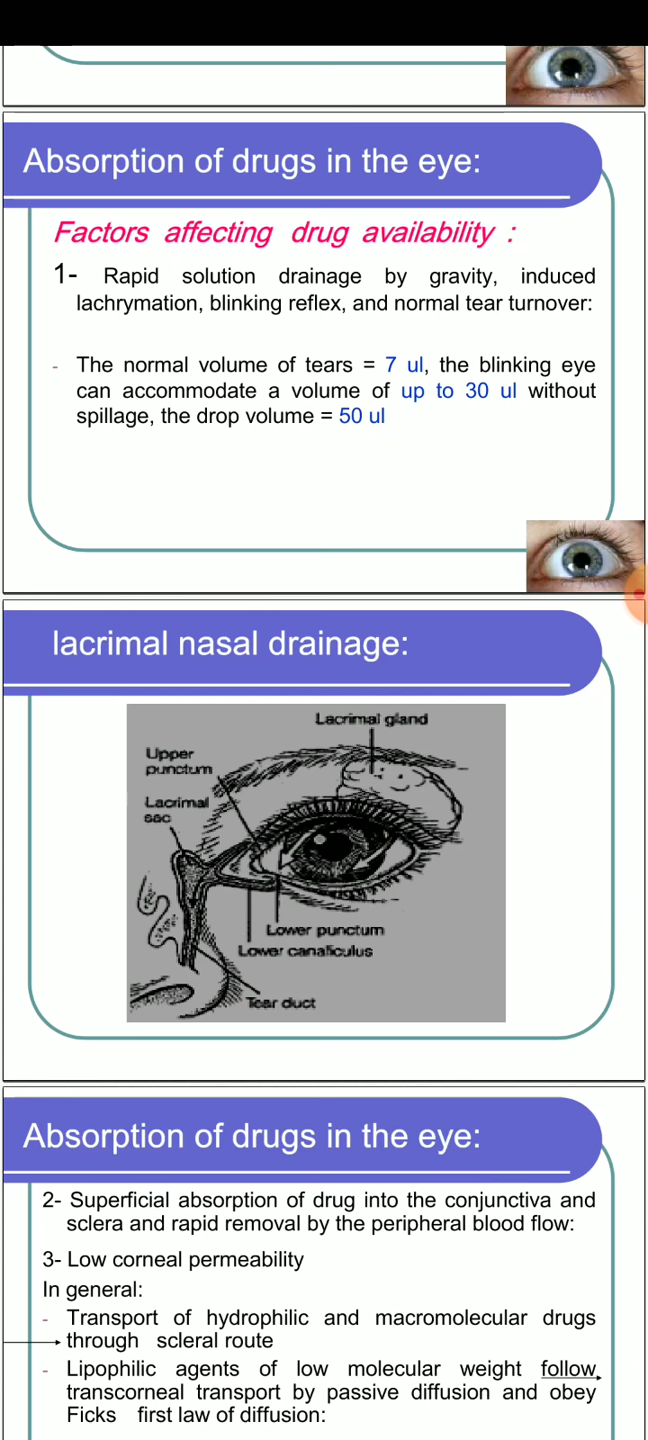 Absorption of drugs in the eye:
Factors affecting drug availability :
1- Rapid solution drainage by gravity, induced
lachrymation, blinking reflex, and normal tear turnover:
- The normal volume of tears = 7 ul, the blinking eye
can accommodate a volume of up to 30 ul without
spillage, the drop volume = 50 ul
lacrimal nasal drainage:
Lacrimal gland
Upper
punctum
Lacrimal
sac
Lower punctum
Lower canaliculus
Tear duct
Absorption of drugs in the eye:
2- Superficial absorption of drug into the conjunctiva and
sclera and rapid removal by the peripheral blood flow:
3- Low corneal permeability
In general:
- Transport of hydrophilic and macromolecular drugs
through scleral route
- Lipophilic agents of low molecular weight follow
transcorneal transport by passive diffusion and obey
Ficks first law of diffusion: